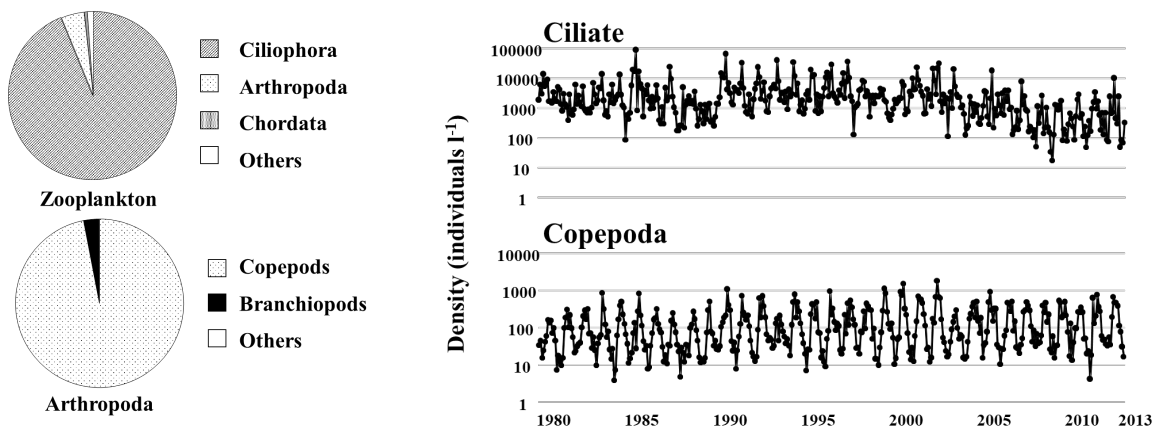 Ciliophora
Arthropoda
Chordata
Others
Zooplankton
Copepods
Branchiopods
Others
Arthropoda
Density (individuals l⁻¹)
Ciliate
100000
10000
1000
100
10
1
Copepoda
10000
1000
100
10
1
1980 1985 1990 1995 2000 2005 2010 2013